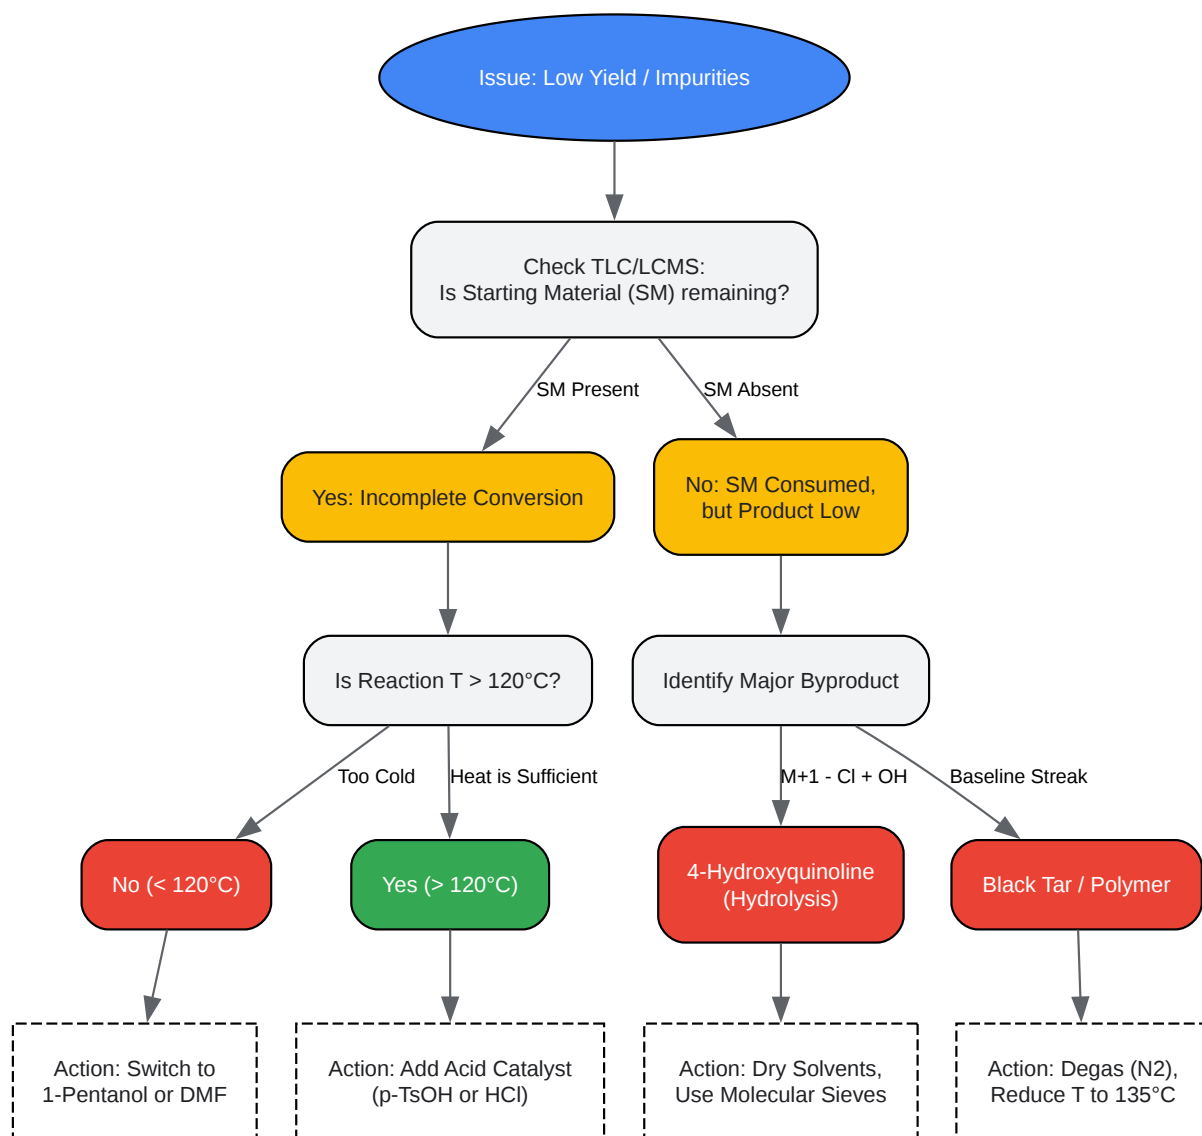 Issue: Low Yield / Impurities
Check TLC/LCMS:
Is Starting Material (SM) remaining?
SM Present
SM Absent
Yes: Incomplete Conversion
No: SM Consumed,
but Product Low
Is Reaction T > 120°C?
Identify Major Byproduct
Too Cold
Heat is Sufficient
M+1 - Cl + OH
Baseline Streak
No (< 120°C)
Yes (> 120°C)
4-Hydroxyquinoline
(Hydrolysis)
Black Tar / Polymer
Action: Switch to
1-Pentanol or DMF
Action: Add Acid Catalyst
(p-TsOH or HCl)
Action: Dry Solvents,
Use Molecular Sieves
Action: Degas (N2),
Reduce T to 135°C